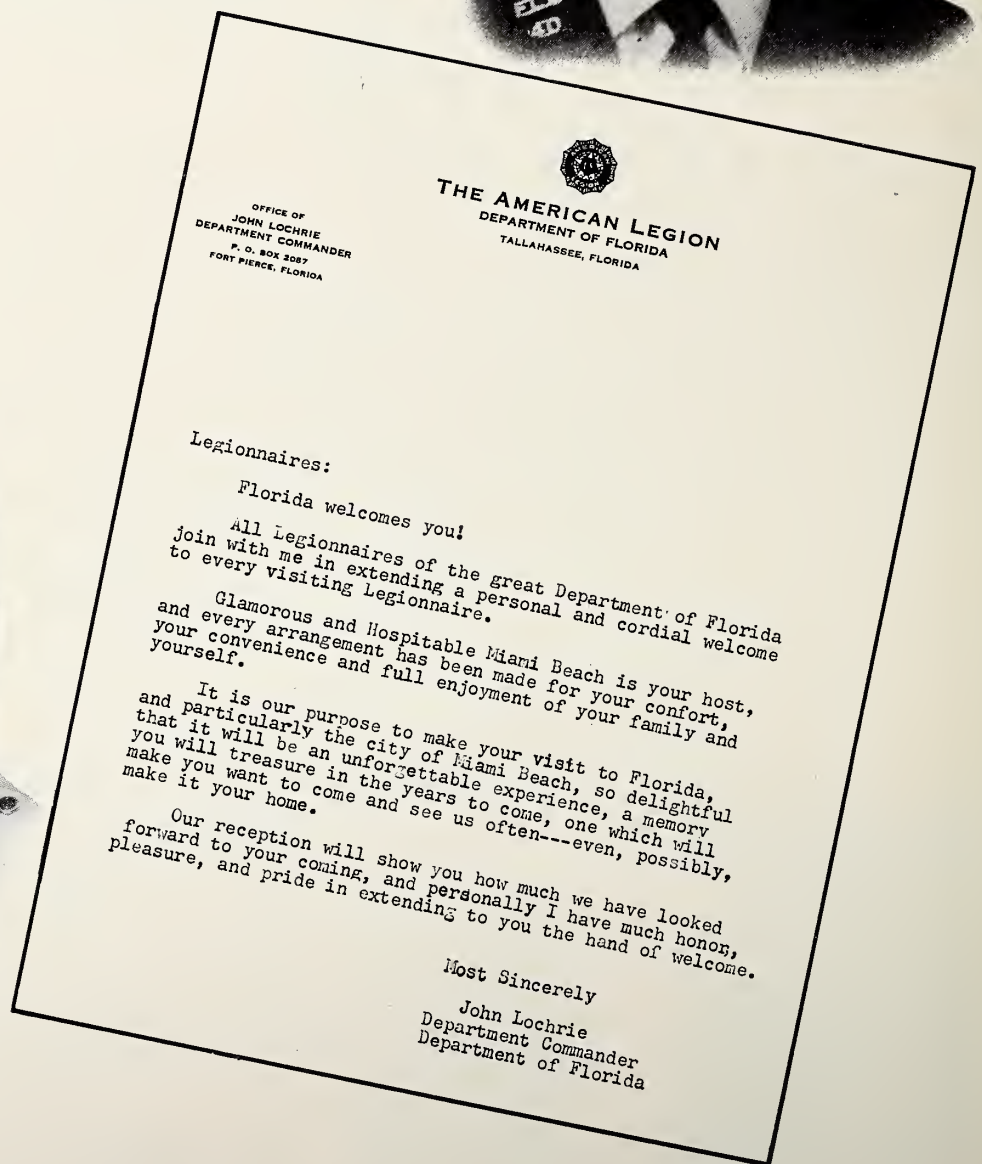 FL
4D
THE AMERICAN LEGION
DEPARTMENT OF FLORIDA
TALLAHASSEE, FLORIDA
OFFICE OF
JOHN LOCHRIE
DEPARTMENT COMMANDER
P. O. BOX 2087
FORT PIERCE, FLORIDA
Legionnaires:
Florida welcomes you!
All Legionnaires of the great Department of Florida
join with me in extending a personal and cordial welcome
to every visiting Legionnaire.
Glamorous and Hospitable Miami Beach is your host,
and every arrangement has been made for your confort,
your convenience and full enjoyment of your family and
yourself.
It is our purpose to make your visit to Florida,
and particularly the city of Miami Beach, so delightful
that it will be an unforgettable experience, a memory
you will treasure in the years to come, one which will
make you want to come and see us often---even, possibly,
make it your home.
Our reception will show you how much we have looked
forward to your coming, and personally I have much honor,
pleasure, and pride in extending to you the hand of welcome.
Most Sincerely
John Lochrie
Department Commander
Department of Florida